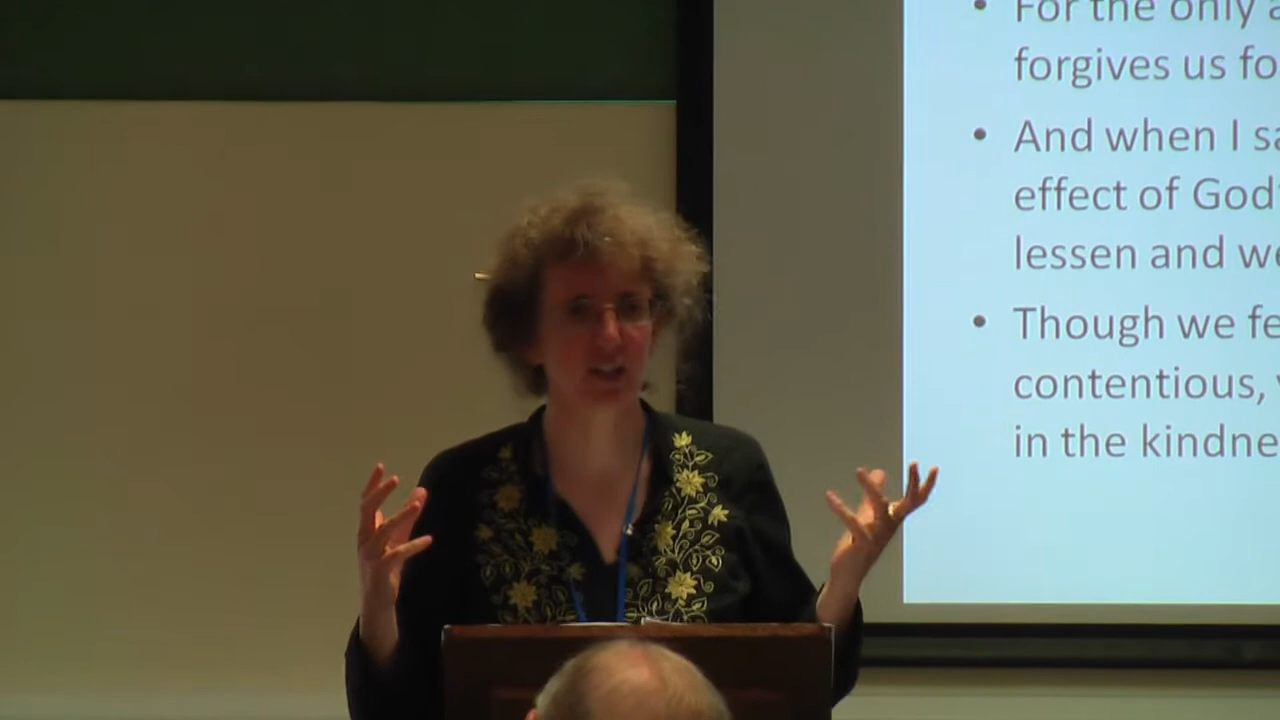 • For the only
forgives us fo
• And when I sa
effect of God'
lessen and we
• Though we fe
contentious,
in the kindne